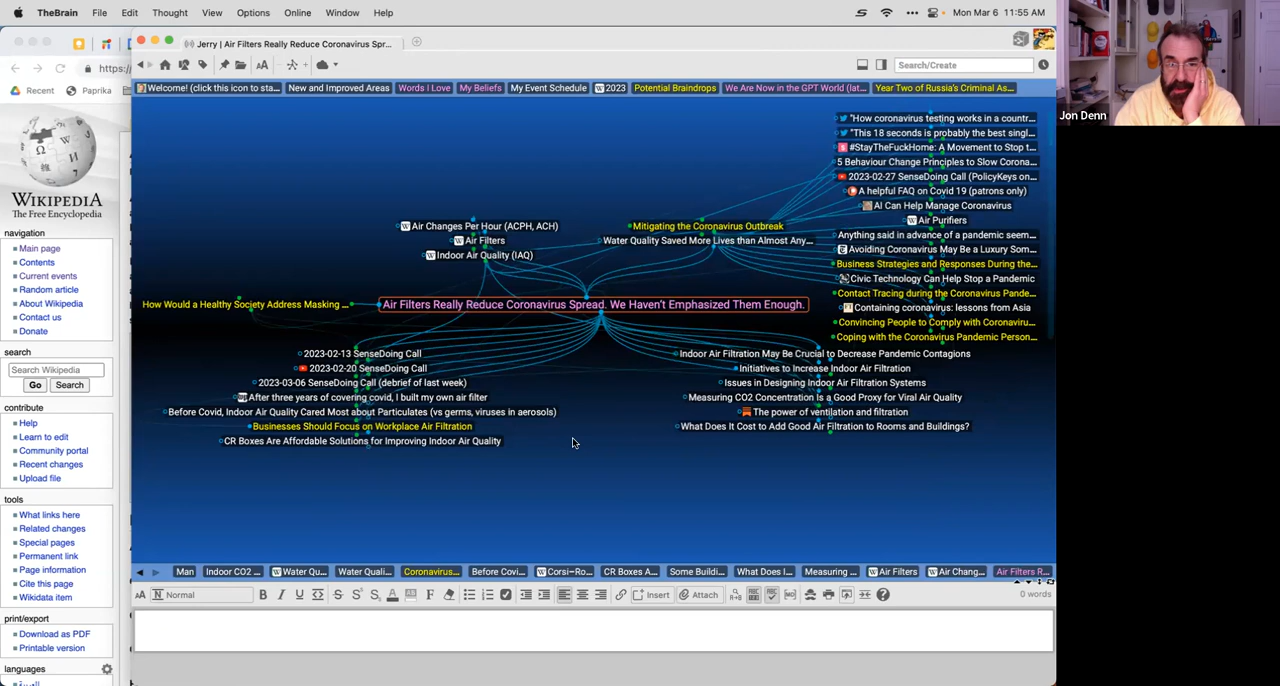 TheBrain File Edit Thought View Options Online Window Help
Mon Mar 6 11:55 AM
Jerry | Air Filters Really Reduce Coronavirus Spr...
https:/
Recent Paprika
AA
Search/Create
Welcome! (click this icon to sta... New and Improved Areas Words I Love My Beliefs My Event Schedule 2023 Potential Braindrops We Are Now in the GPT World (lat... Year Two of Russia's Criminal As...
Jon Denn
WIKIPEDIA
The Free Encyclopedia
navigation
Main page
Contents
Current events
Random article
About Wikipedia
Contact us
Donate
search
Search Wikipedia
Go Search
contribute
Help
Learn to edit
Community portal
Recent changes
Upload file
tools
What links here
Related changes
Special pages
Permanent link
Page information
Cite this page
Wikidata item
print/export
Download as PDF
Printable version
languages
العربية
"How coronavirus testing works in a countr...
"This 18 seconds is probably the best singl...
#StayTheFuckHome: A Movement to Stop t...
5 Behaviour Change Principles to Slow Corona...
2023-02-27 SenseDoing Call (PolicyKeys on...
A helpful FAQ on Covid 19 (patrons only)
AI Can Help Manage Coronavirus
Air Purifiers
Anything said in advance of a pandemic seem...
Avoiding Coronavirus May Be a Luxury Som...
Business Strategies and Responses During the...
Civic Technology Can Help Stop a Pandemic
Contact Tracing during the Coronavirus Pande...
Containing coronavirus: lessons from Asia
Convincing People to Comply with Coronaviru...
Coping with the Coronavirus Pandemic Person...
Air Changes Per Hour (ACPH, ACH)
Air Filters
Indoor Air Quality (IAQ)
Mitigating the Coronavirus Outbreak
Water Quality Saved More Lives than Almost Any...
How Would a Healthy Society Address Masking ...
Air Filters Really Reduce Coronavirus Spread. We Haven't Emphasized Them Enough.
2023-02-13 SenseDoing Call
2023-02-20 SenseDoing Call
2023-03-06 SenseDoing Call (debrief of last week)
After three years of covering covid, I built my own air filter
Before Covid, Indoor Air Quality Cared Most about Particulates (vs germs, viruses in aerosols)
Businesses Should Focus on Workplace Air Filtration
CR Boxes Are Affordable Solutions for Improving Indoor Air Quality
Indoor Air Filtration May Be Crucial to Decrease Pandemic Contagions
Initiatives to Increase Indoor Air Filtration
Issues in Designing Indoor Air Filtration Systems
Measuring CO2 Concentration Is a Good Proxy for Viral Air Quality
The power of ventilation and filtration
What Does It Cost to Add Good Air Filtration to Rooms and Buildings?
Man Indoor CO2 ... Water Qu... Water Quali... Coronavirus... Before Covi... Corsi–Ro... CR Boxes A... Some Buildi... What Does I... Measuring ... Air Filters Air Chang... Air Filters R...
AA N Normal B I U S S S A F Insert Attach
0 words